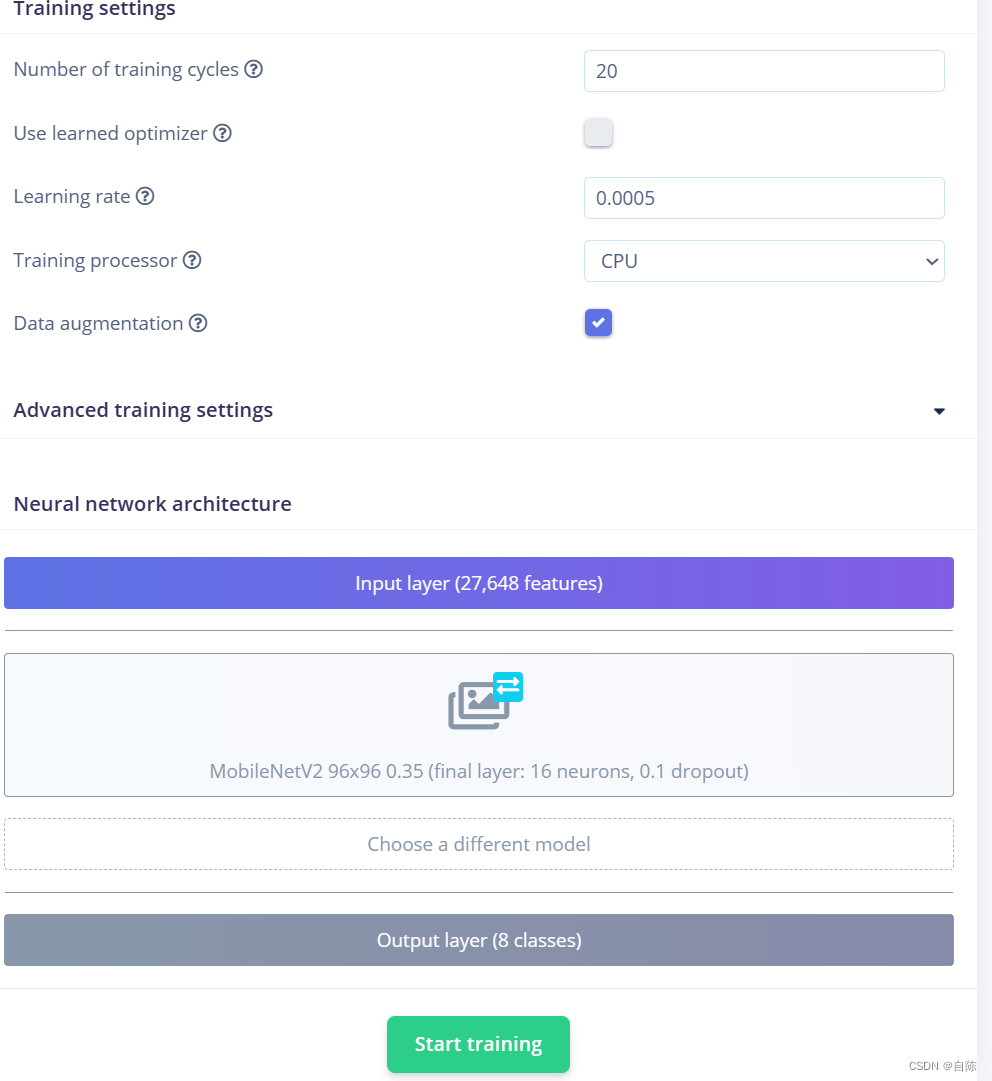 Training settings
Number of training cycles
20
Use learned optimizer
Learning rate
0.0005
Training processor
CPU
Data augmentation
Advanced training settings
Neural network architecture
Input layer (27,648 features)
MobileNetV2 96x96 0.35 (final layer: 16 neurons, 0.1 dropout)
Choose a different model
Output layer (8 classes)
Start training
CSDN @自陈